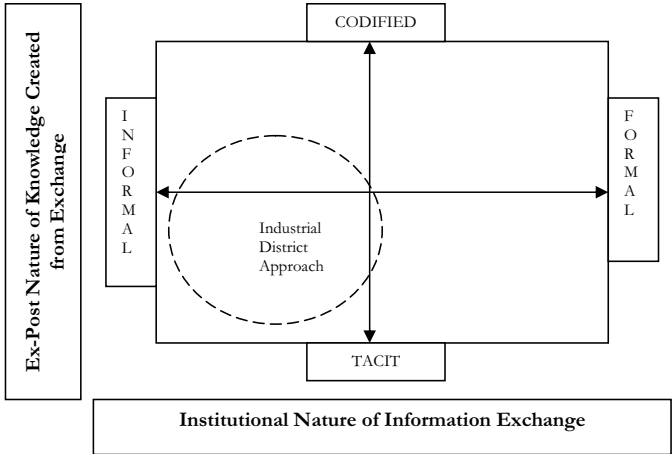 CODIFIED
Ex-Post Nature of Knowledge Created
from Exchange
I
N
F
O
R
M
A
L
F
O
R
M
A
L
Industrial
District
Approach
TACIT
Institutional Nature of Information Exchange